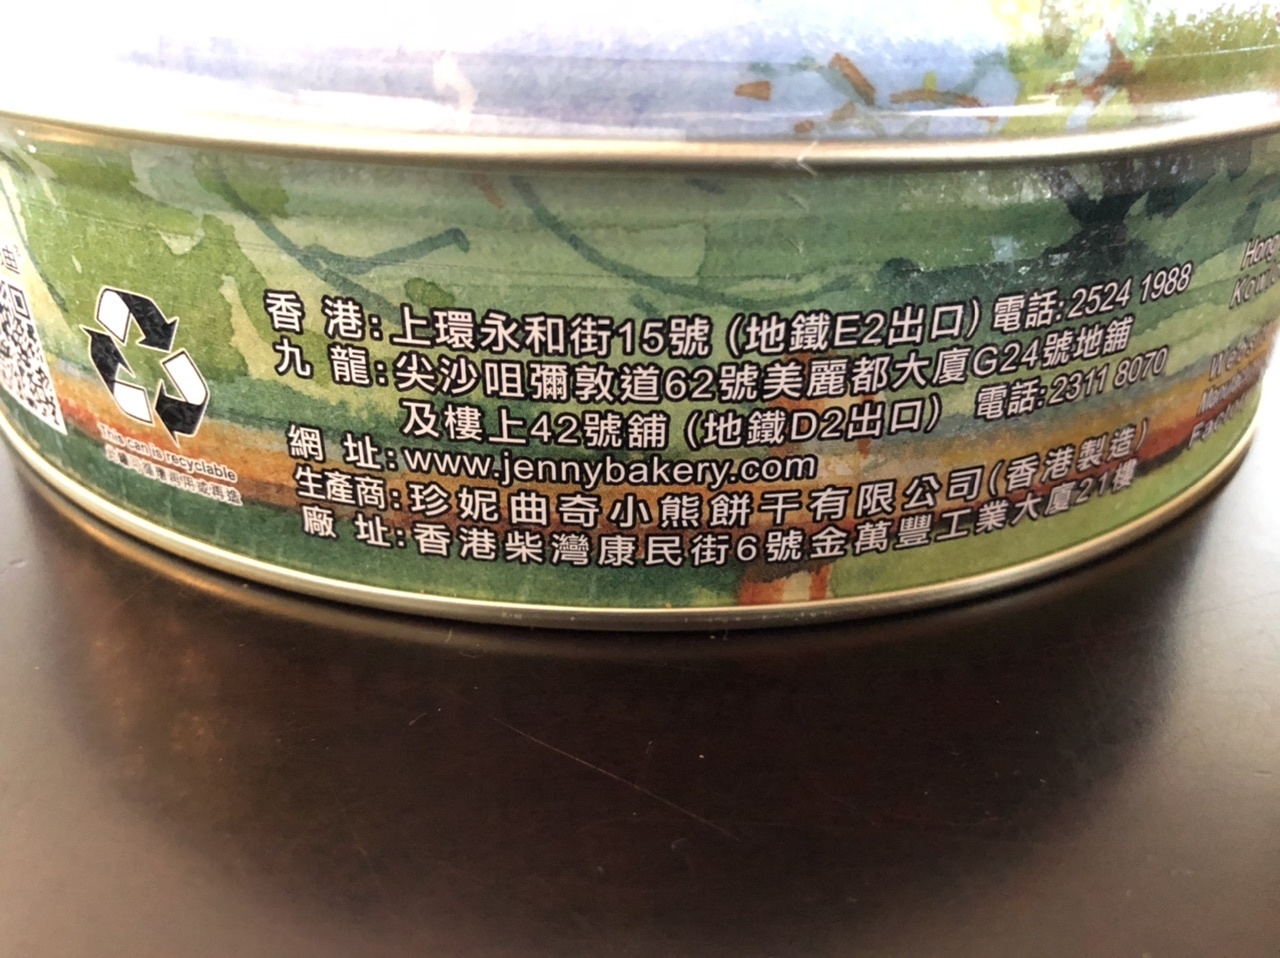 香 港: 上環永和街15號 (地鐵E2出口) 電話: 2524 1988
九 龍: 尖沙咀彌敦道62號美麗都大廈G24號地舖
及樓上42號舖 (地鐵D2出口) 電話: 2311 8070
網 址: www.jennybakery.com
生產商: 珍妮曲奇小熊餅干有限公司(香港製造)
廠 址: 香港柴灣康民街6號金萬豐工業大廈21樓
This can is recyclable